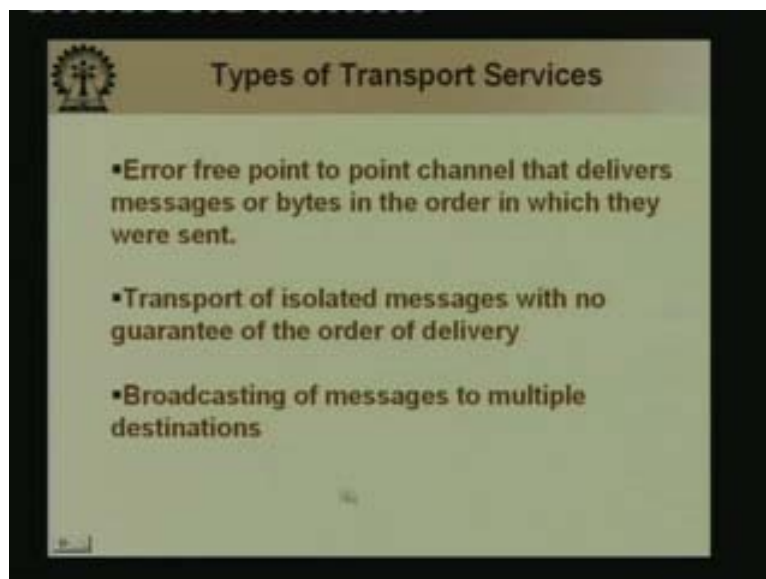 Types of Transport Services
▪Error free point to point channel that delivers
messages or bytes in the order in which they
were sent.
▪Transport of isolated messages with no
guarantee of the order of delivery
▪Broadcasting of messages to multiple
destinations